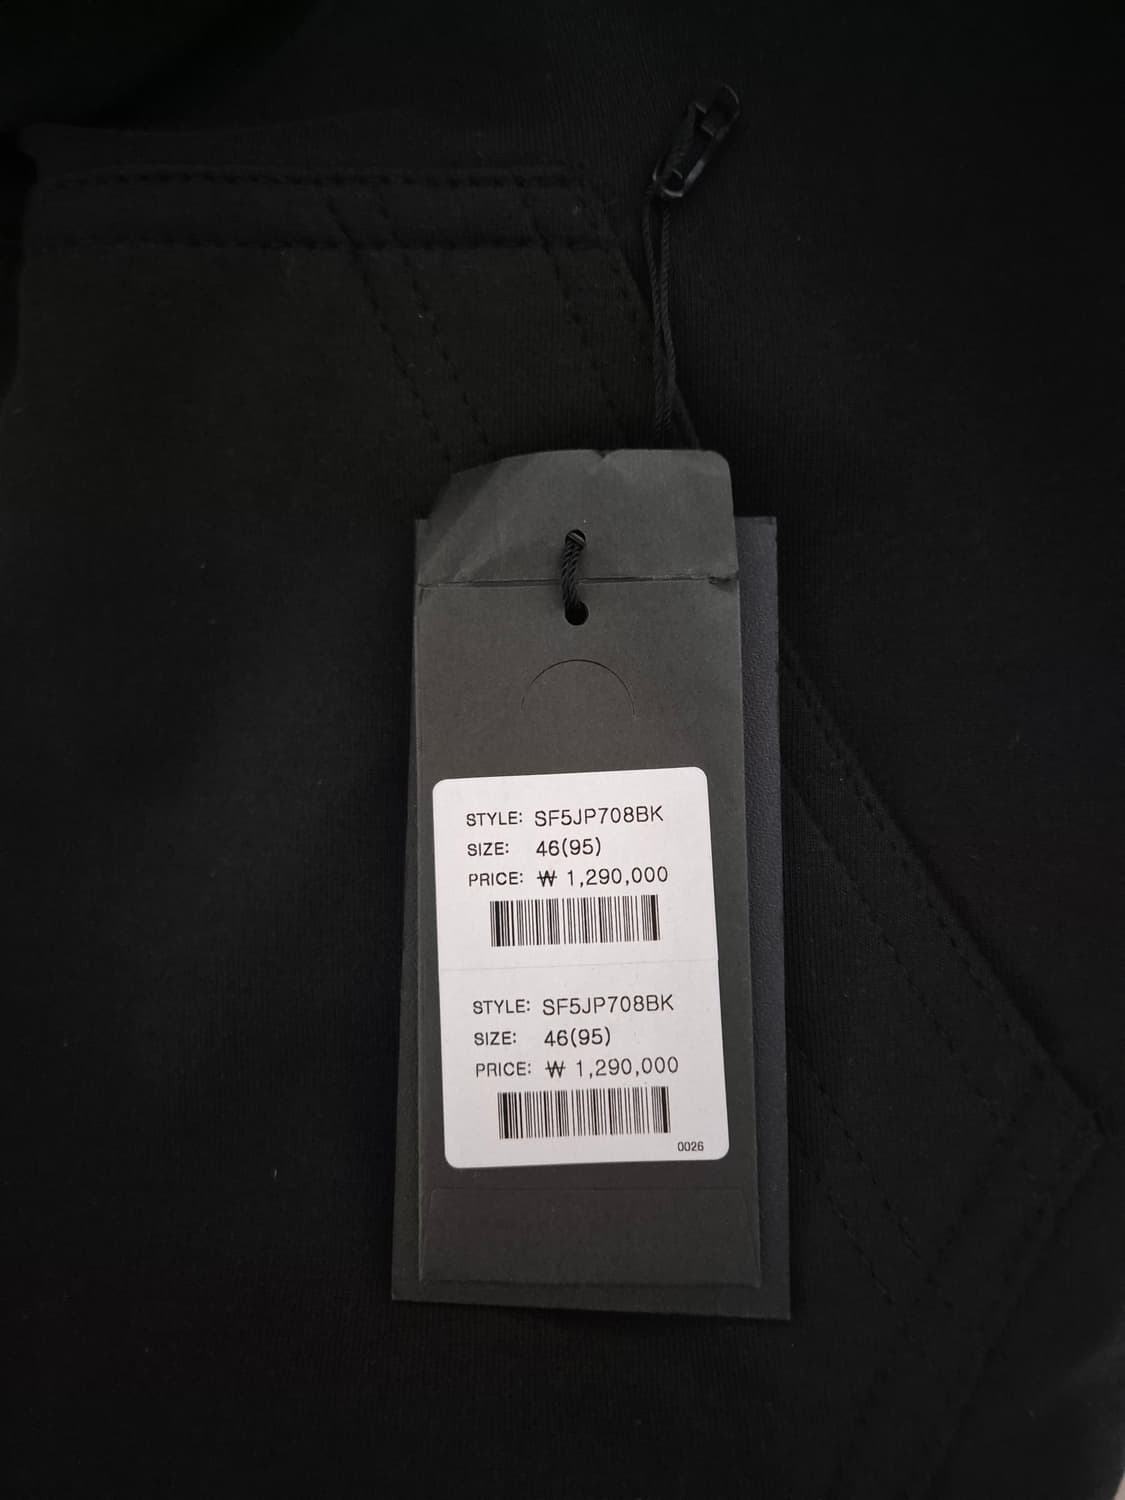 STYLE: SF5JP708BK
SIZE: 46(95)
PRICE: ₩ 1,290,000
STYLE: SF5JP708BK
SIZE: 46(95)
PRICE: ₩ 1,290,000
0026